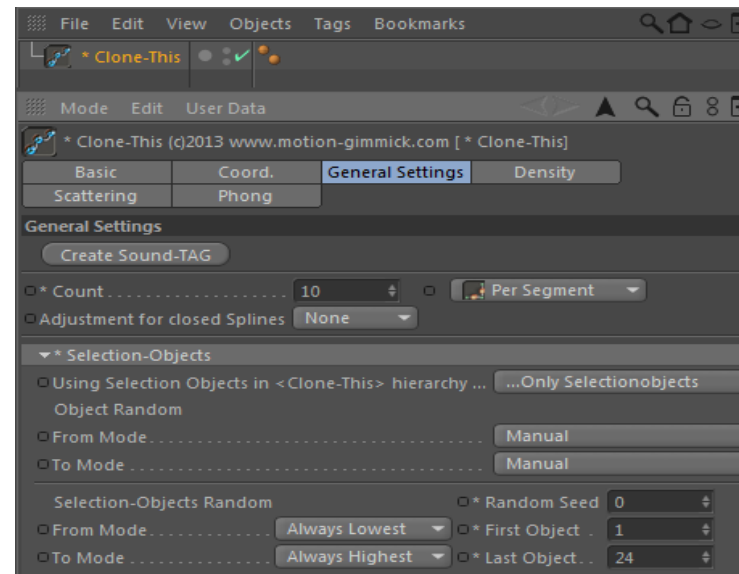 File Edit View Objects Tags Bookmarks
* Clone-This
Mode Edit User Data
* Clone-This (c)2013 www.motion-gimmick.com [ * Clone-This]
Basic Coord. General Settings Density
Scattering Phong
General Settings
Create Sound-TAG
* Count . . . . . . . . . . . . . . . . . . . 10 Per Segment
Adjustment for closed Splines None
* Selection-Objects
Using Selection Objects in <Clone-This> hierarchy ... ...Only Selectionobjects
Object Random
From Mode. . . . . . . . . . . . . . . . . . . . . . . . . . . . . . . . . . Manual
To Mode . . . . . . . . . . . . . . . . . . . . . . . . . . . . . . . . . . . . Manual
Selection-Objects Random * Random Seed 0
From Mode. . . . . . . . . . . . . Always Lowest * First Object . 1
To Mode . . . . . . . . . . . . . . . Always Highest * Last Object. . 24